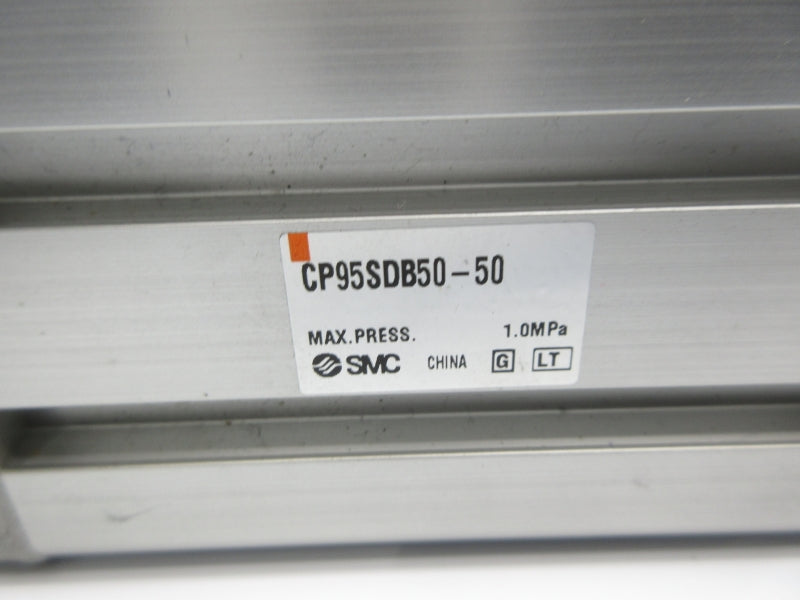 CP95SDB50-50
MAX.PRESS. 1.0MPa
SMC CHINA G LT